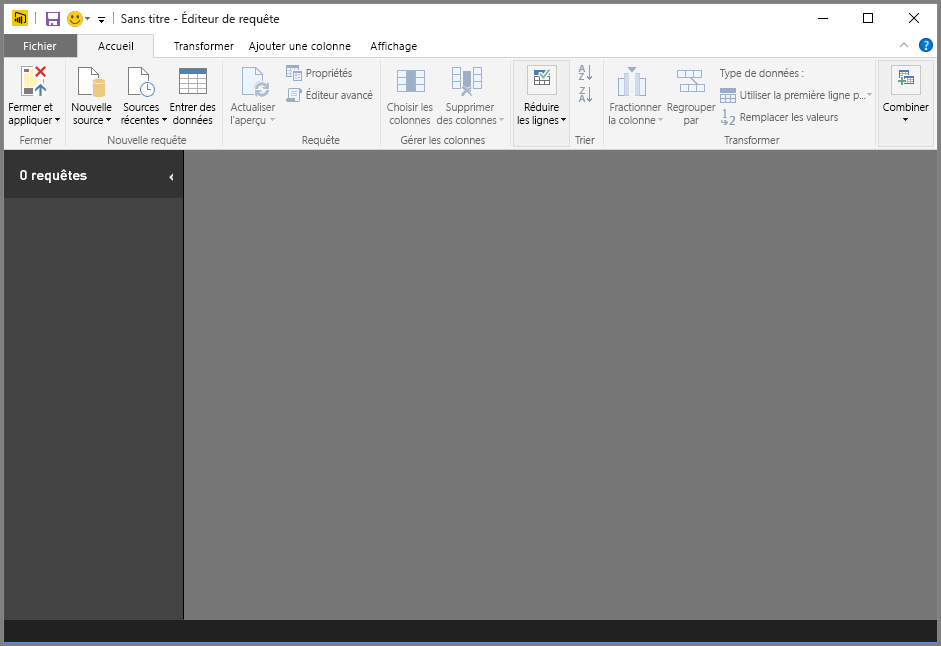 Sans titre - Éditeur de requête
Fichier
Accueil
Transformer
Ajouter une colonne
Affichage
?
Fermer et
appliquer
Nouvelle
source
Sources
récentes
Entrer des
données
Actualiser
l'aperçu
Propriétés
Éditeur avancé
Choisir les
colonnes
Supprimer
des colonnes
Réduire
les lignes
A
Z
Z
A
Fractionner
la colonne
Regrouper
par
Type de données :
Utiliser la première ligne p...
1
2
Remplacer les valeurs
Combiner
Fermer
Nouvelle requête
Requête
Gérer les colonnes
Trier
Transformer
0 requêtes